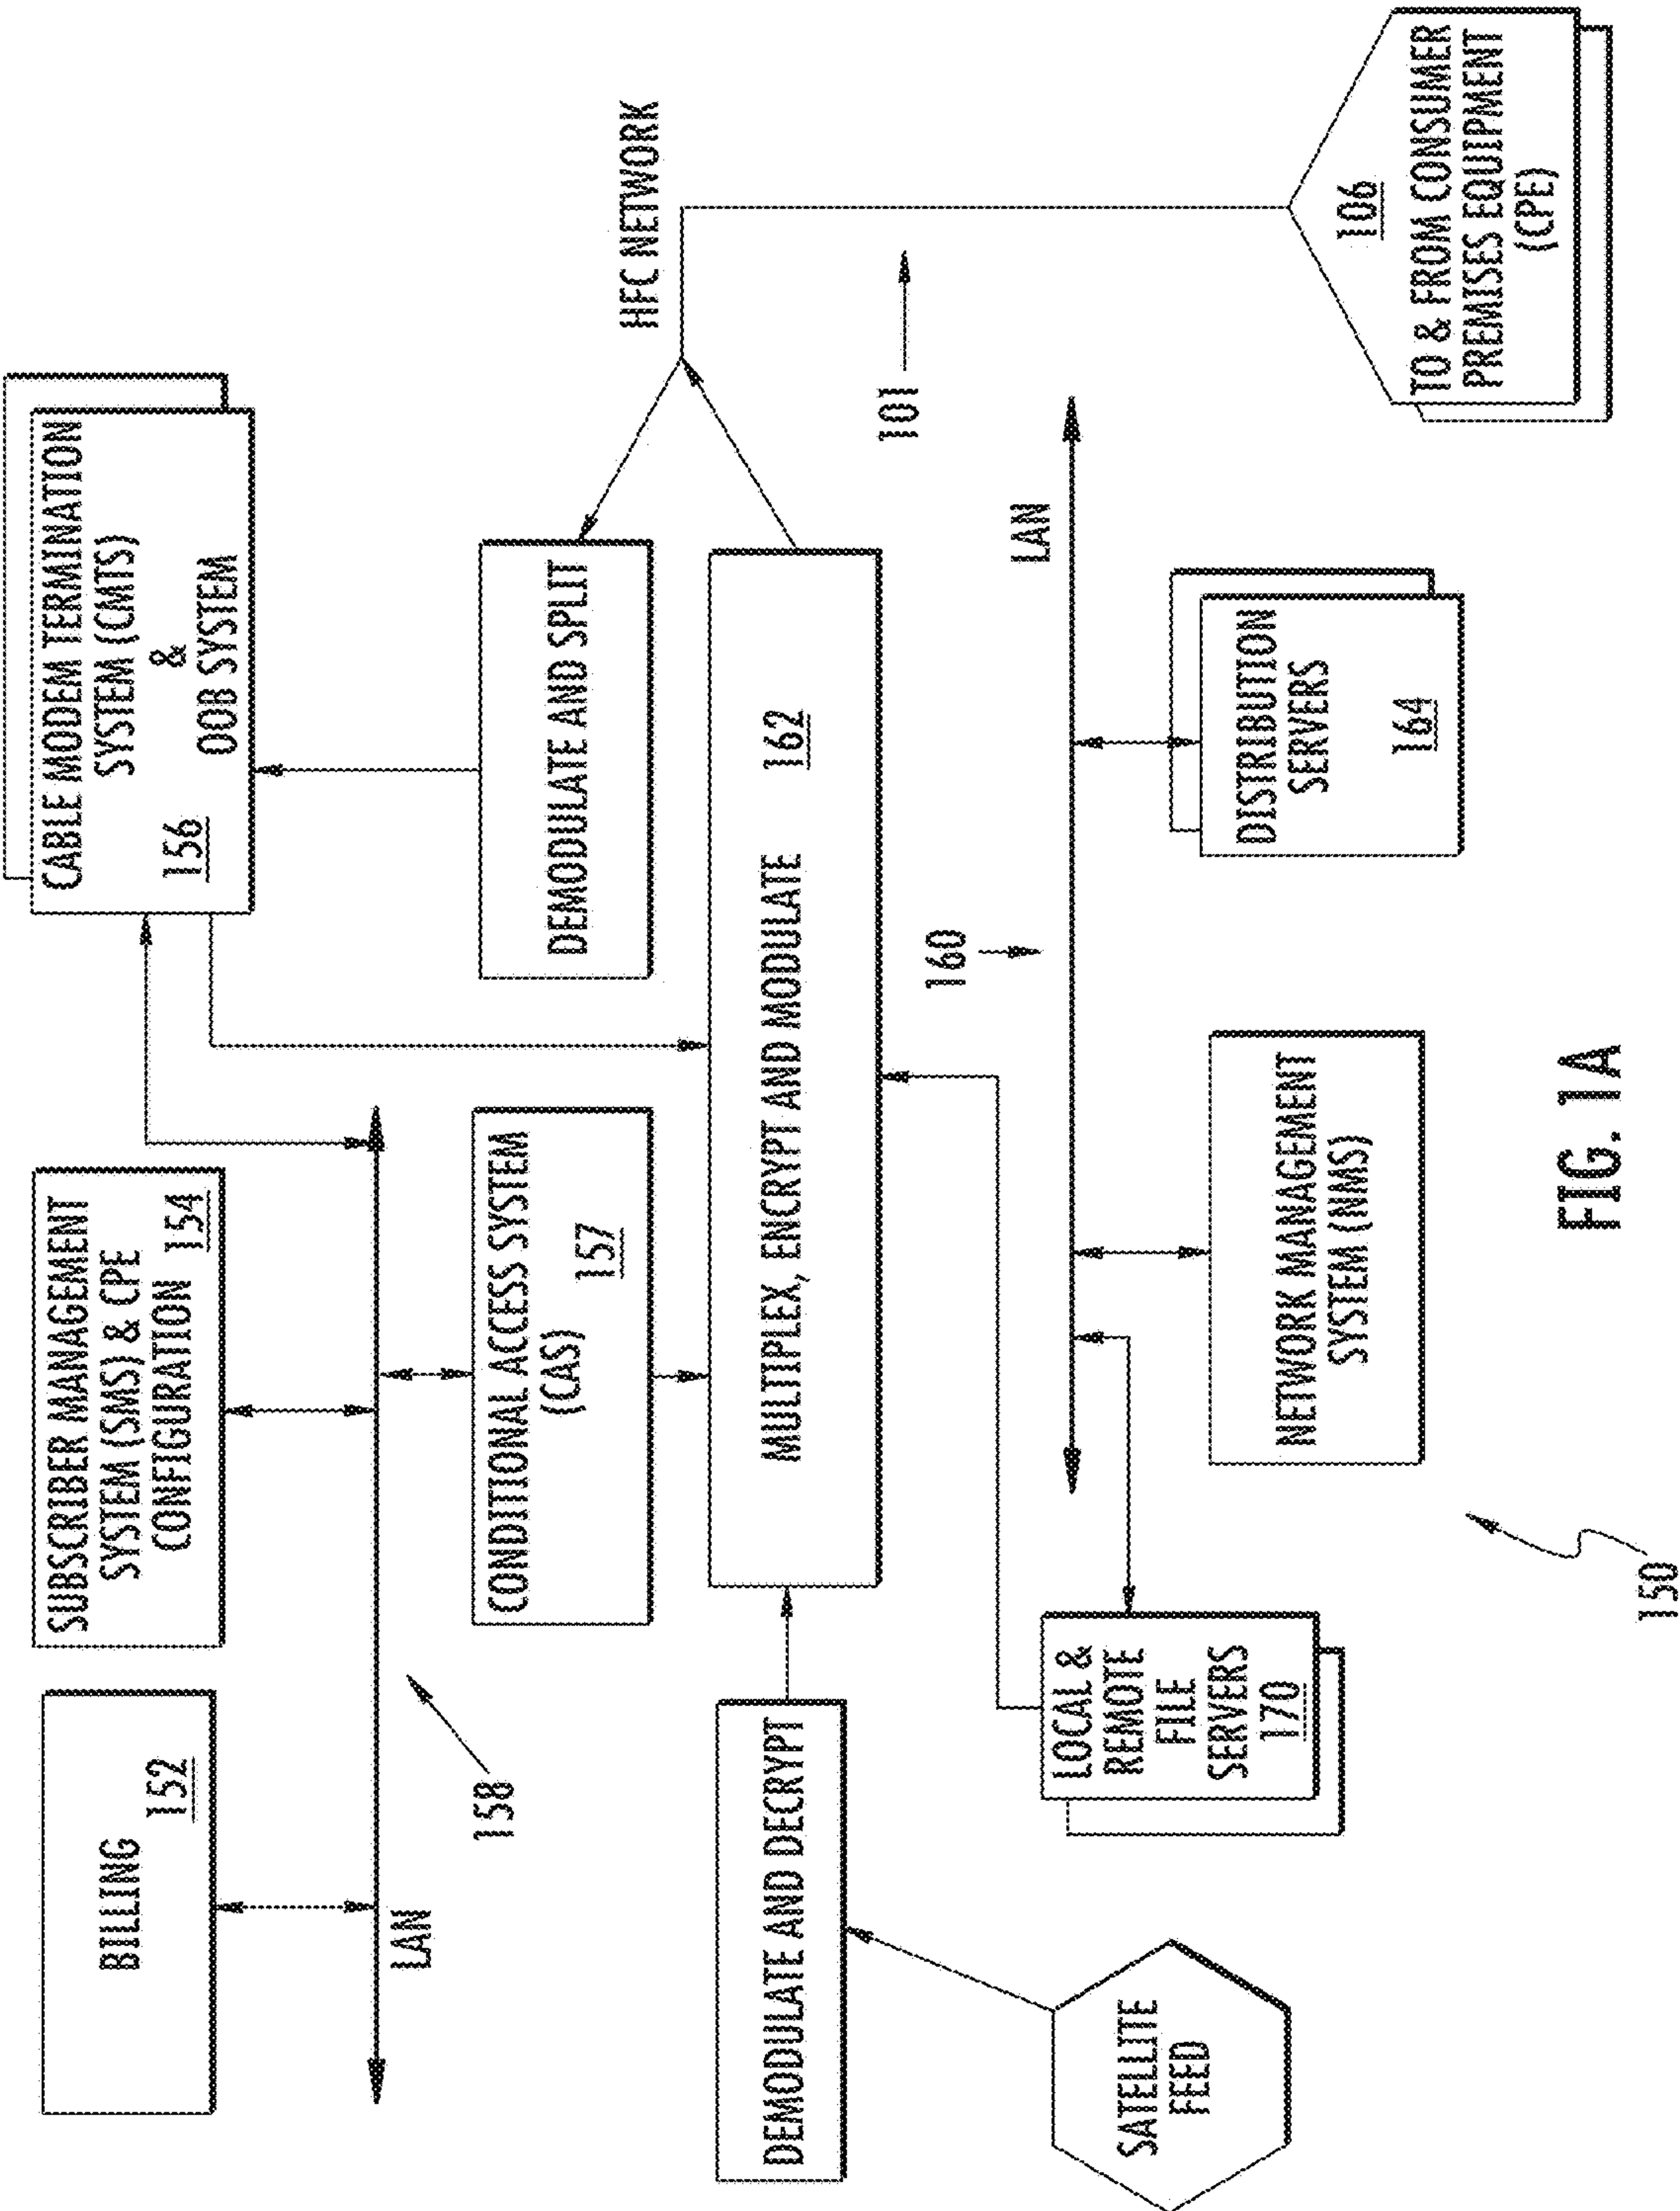 BILLING
152
SUBSCRIBER MANAGEMENT
SYSTEM (SMS) & CPE
CONFIGURATION 154
CABLE MODEM TERMINATION
SYSTEM (CMTS)
&
OOB SYSTEM
156
LAN
158
CONDITIONAL ACCESS SYSTEM
(CAS)
157
DEMODULATE AND SPLIT
HFC NETWORK
DEMODULATE AND DECRYPT
MULTIPLEX, ENCRYPT AND MODULATE 162
101
160
LAN
SATELLITE
FEED
LOCAL &
REMOTE
FILE
SERVERS
170
NETWORK MANAGEMENT
SYSTEM (NMS)
DISTRIBUTION
SERVERS
164
106
TO & FROM CONSUMER
PREMISES EQUIPMENT
(CPE)
150
FIG. 1A